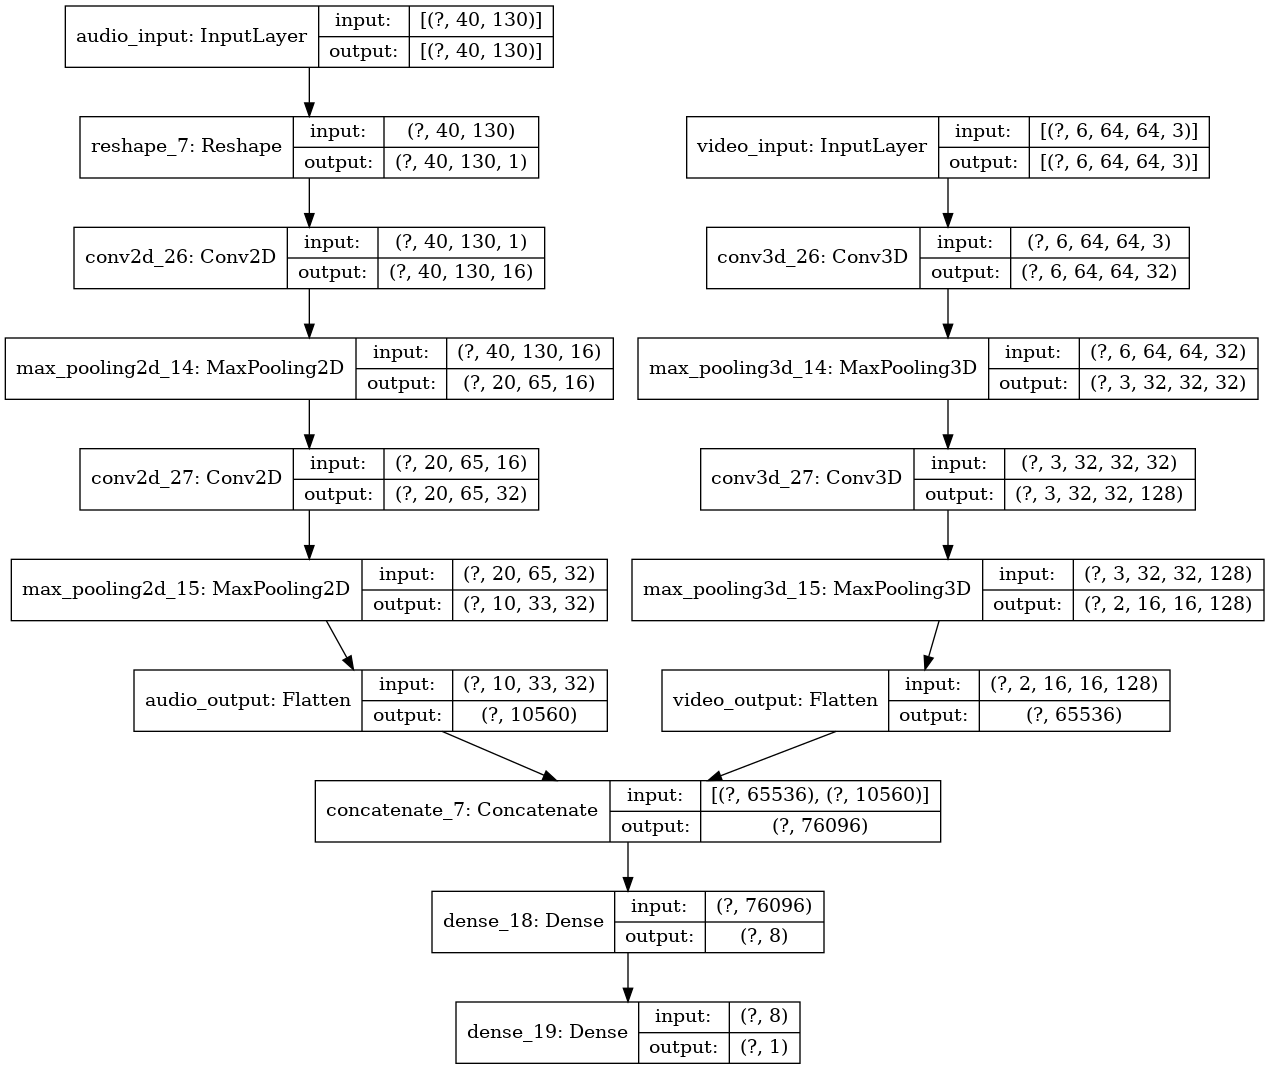 audio_input: InputLayer
input: [(?, 40, 130)]
output: [(?, 40, 130)]
reshape_7: Reshape
input: (?, 40, 130)
output: (?, 40, 130, 1)
video_input: InputLayer
input: [(?, 6, 64, 64, 3)]
output: [(?, 6, 64, 64, 3)]
conv2d_26: Conv2D
input: (?, 40, 130, 1)
output: (?, 40, 130, 16)
conv3d_26: Conv3D
input: (?, 6, 64, 64, 3)
output: (?, 6, 64, 64, 32)
max_pooling2d_14: MaxPooling2D
input: (?, 40, 130, 16)
output: (?, 20, 65, 16)
max_pooling3d_14: MaxPooling3D
input: (?, 6, 64, 64, 32)
output: (?, 3, 32, 32, 32)
conv2d_27: Conv2D
input: (?, 20, 65, 16)
output: (?, 20, 65, 32)
conv3d_27: Conv3D
input: (?, 3, 32, 32, 32)
output: (?, 3, 32, 32, 128)
max_pooling2d_15: MaxPooling2D
input: (?, 20, 65, 32)
output: (?, 10, 33, 32)
max_pooling3d_15: MaxPooling3D
input: (?, 3, 32, 32, 128)
output: (?, 2, 16, 16, 128)
audio_output: Flatten
input: (?, 10, 33, 32)
output: (?, 10560)
video_output: Flatten
input: (?, 2, 16, 16, 128)
output: (?, 65536)
concatenate_7: Concatenate
input: [(?, 65536), (?, 10560)]
output: (?, 76096)
dense_18: Dense
input: (?, 76096)
output: (?, 8)
dense_19: Dense
input: (?, 8)
output: (?, 1)